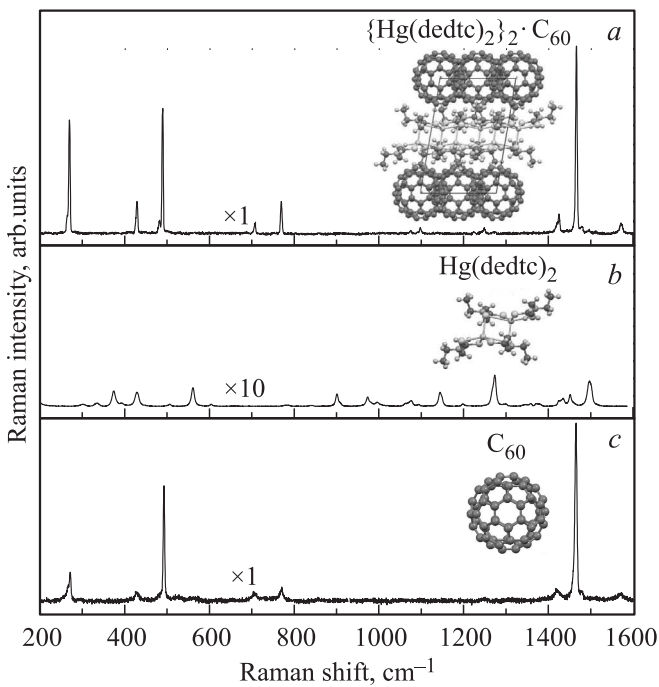 {Hg(dedtc)₂}₂·C₆₀ a
×1
Hg(dedtc)₂ b
×10
C₆₀ c
×1
Raman intensity, arb.units
200 400 600 800 1000 1200 1400 1600
Raman shift, cm⁻¹